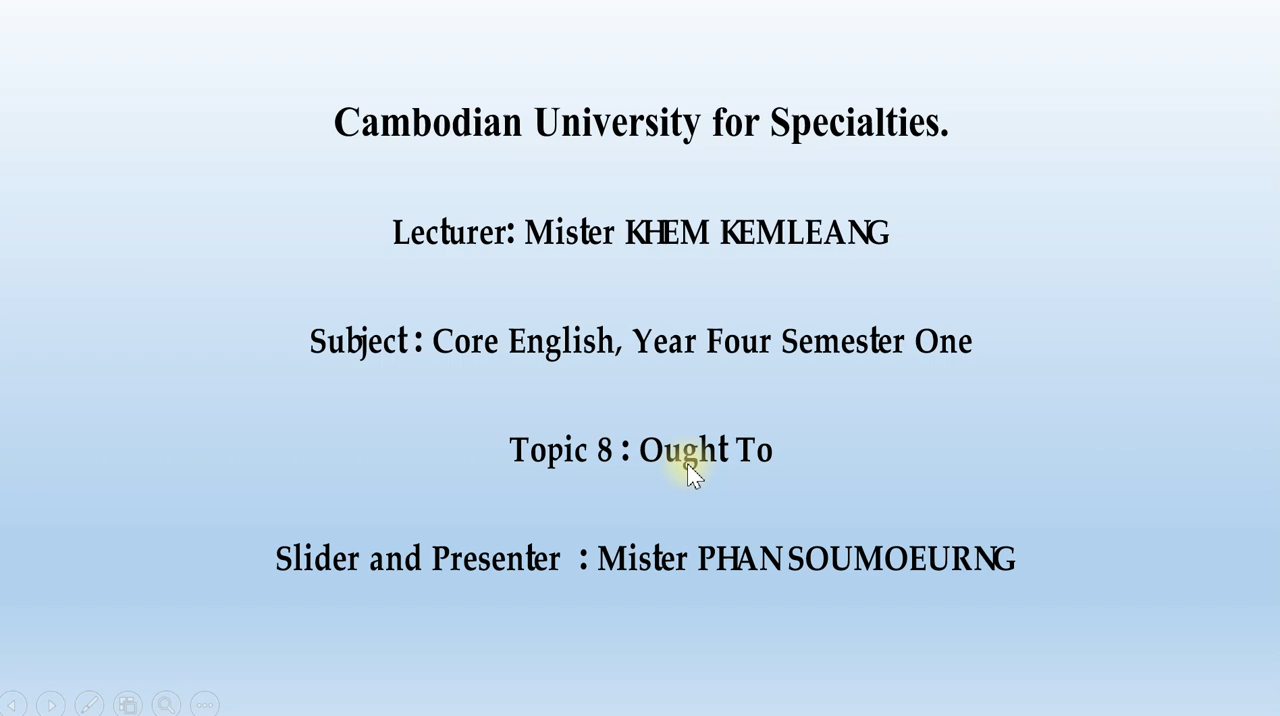 Cambodian University for Specialties.
Lecturer: Mister KHEM KEMLEANG
Subject : Core English, Year Four Semester One
Topic 8 : Ought To
Slider and Presenter : Mister PHAN SOUMOEURNG